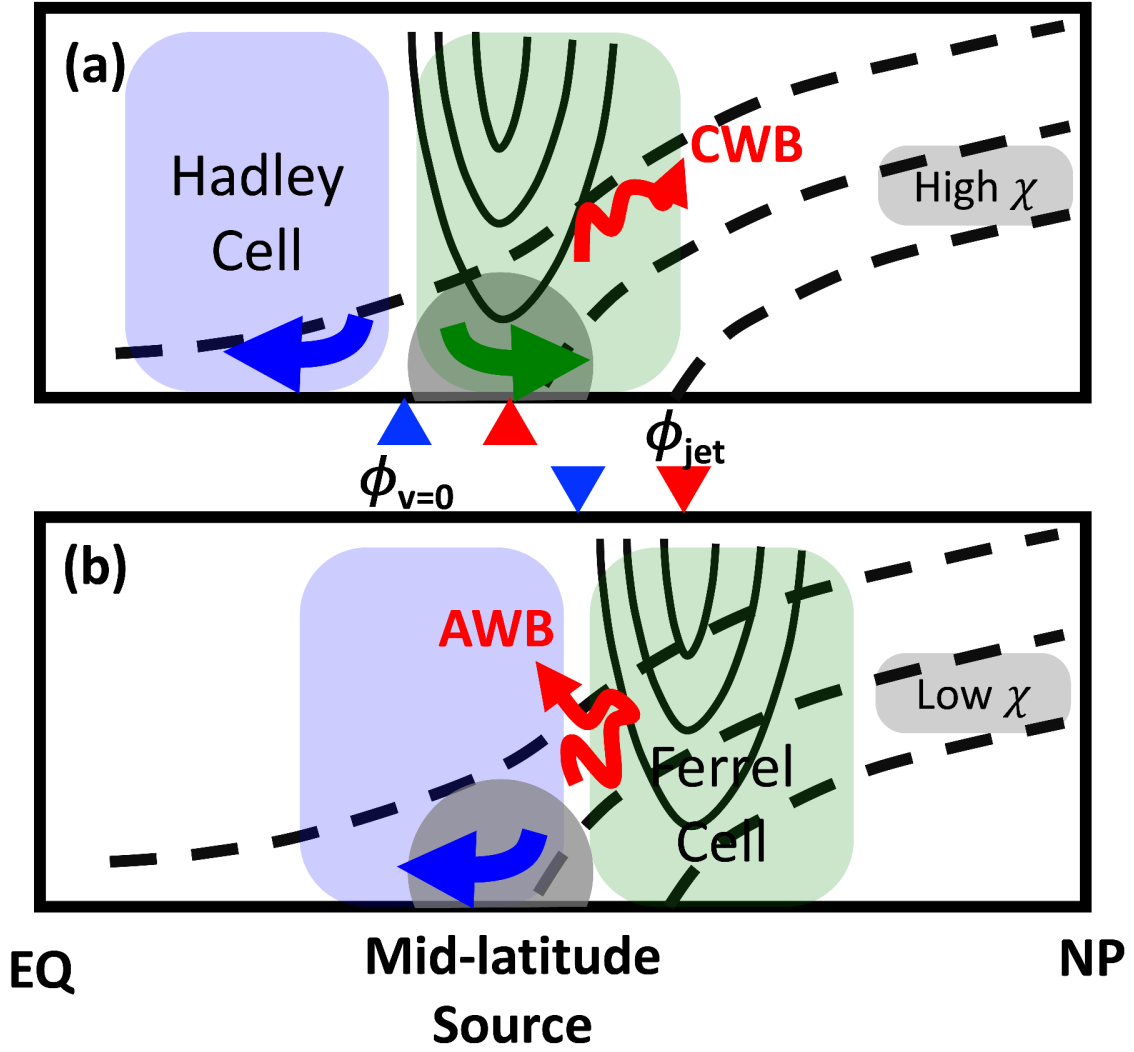 (a)
Hadley
Cell
CWB
High χ
ϕv=0
ϕjet
(b)
AWB
Low χ
Ferrel
Cell
EQ
Mid-latitude
Source
NP